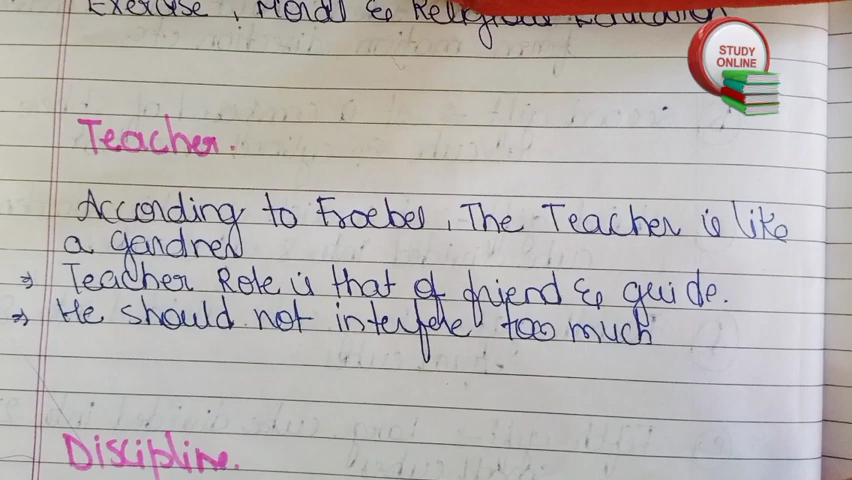 Exercise, Moral & Religious Education
STUDY
ONLINE
Teacher.
According to Froebel, The Teacher is like
a gardner
⇒ Teacher Role is that of friend & guide.
⇒ He should not interfere too much
Discipline.